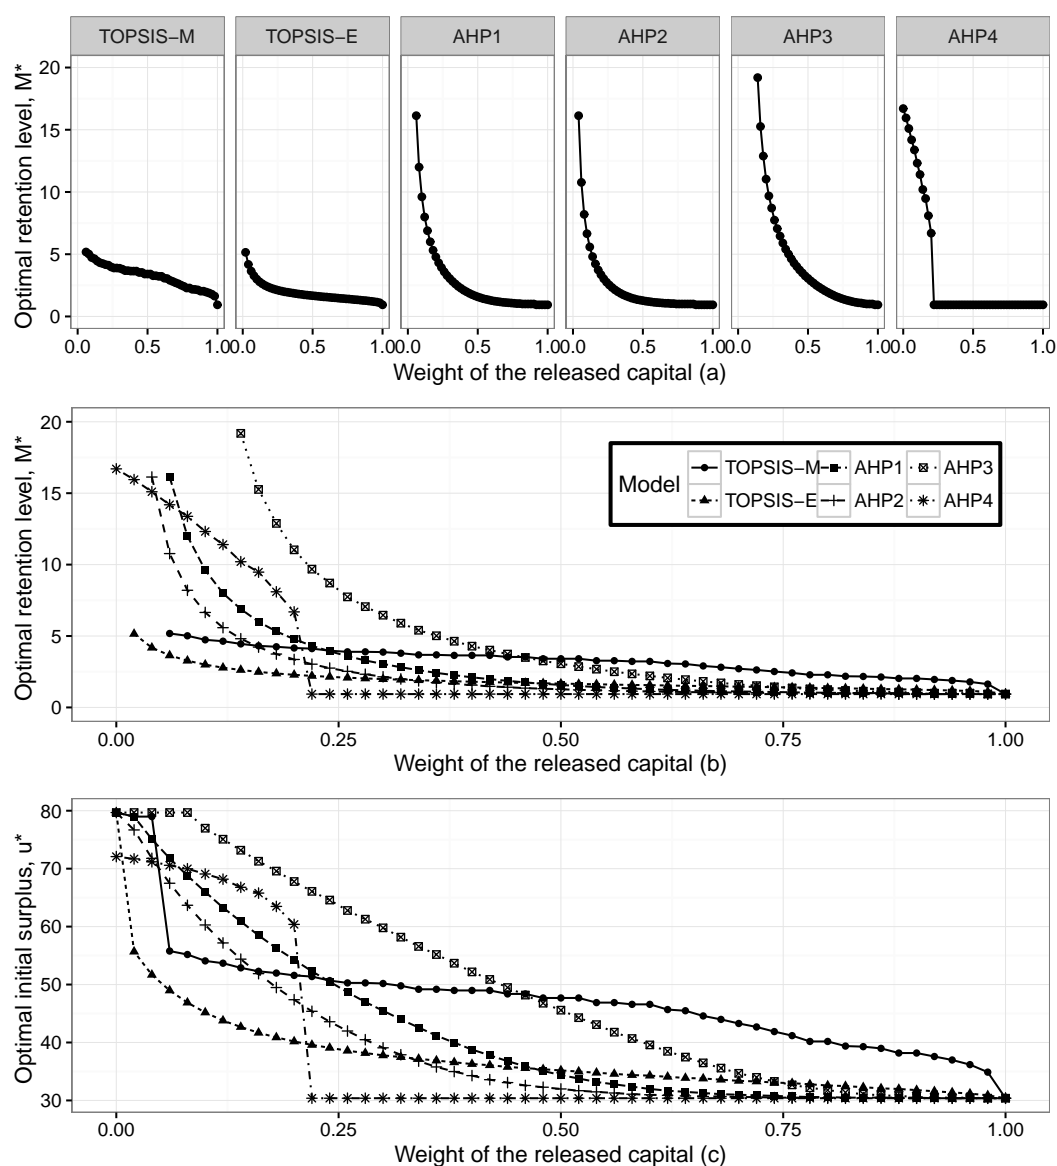 TOPSIS−M TOPSIS−E AHP1 AHP2 AHP3 AHP4
Optimal retention level, M*
20
15
10
5
0
0.0 0.5 1.0 0.0 0.5 1.0 0.0 0.5 1.0 0.0 0.5 1.0 0.0 0.5 1.0 0.0 0.5 1.0
Weight of the released capital (a)
Optimal retention level, M*
20
15
10
5
0
Model
TOPSIS−M AHP1 AHP3
TOPSIS−E AHP2 AHP4
0.00 0.25 0.50 0.75 1.00
Weight of the released capital (b)
Optimal initial surplus, u*
80
70
60
50
40
30
0.00 0.25 0.50 0.75 1.00
Weight of the released capital (c)